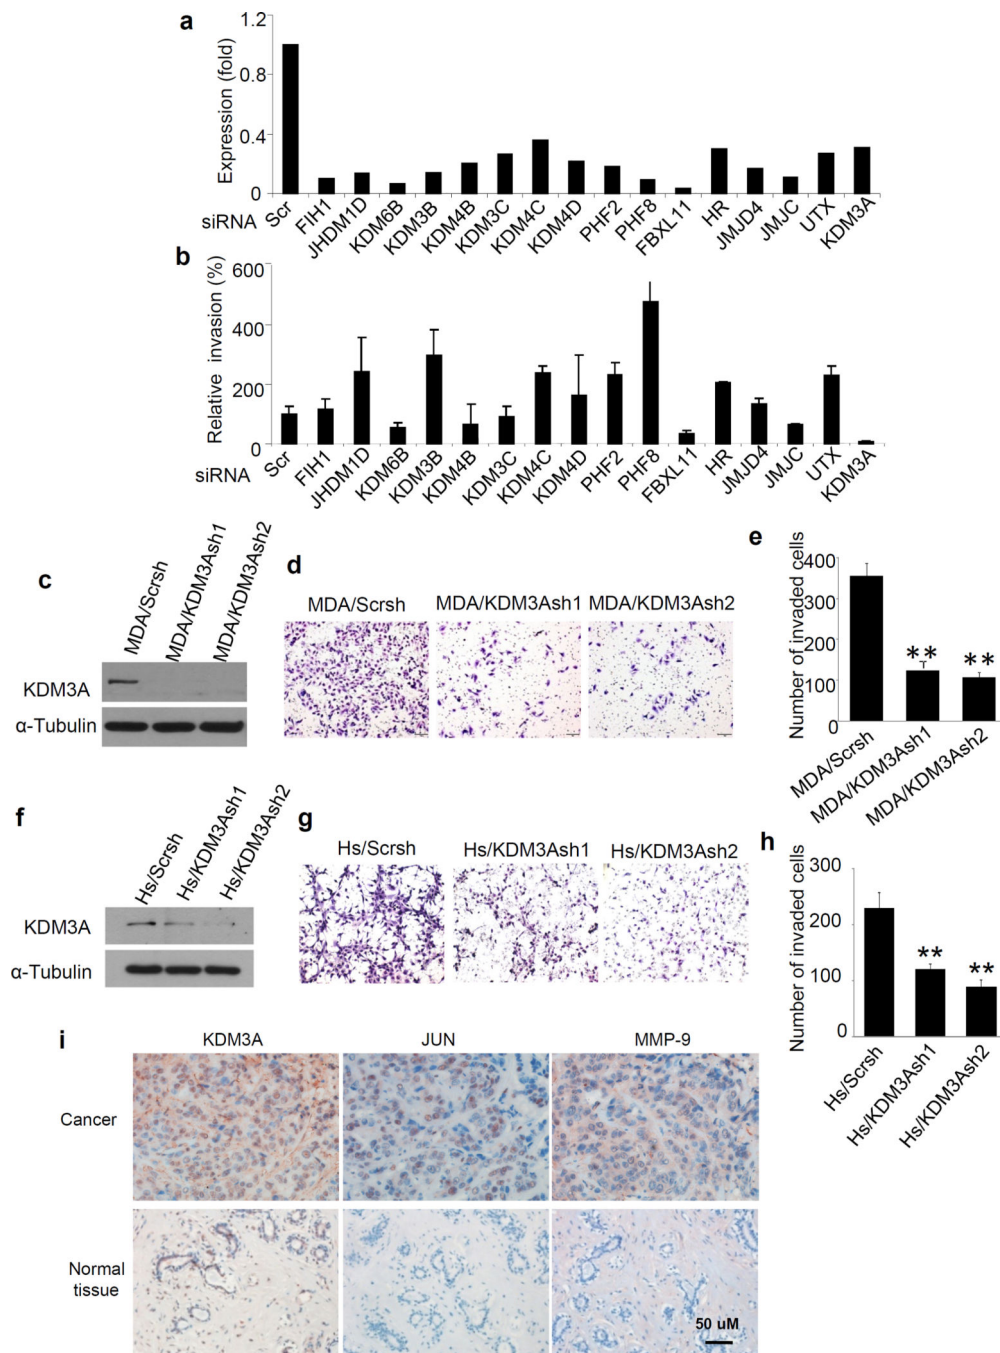 a
Expression (fold)
1.2
0.8
0.4
0
siRNA
Scr
FIH1
JHDM1D
KDM6B
KDM3B
KDM4B
KDM3C
KDM4C
KDM4D
PHF2
PHF8
FBXL11
HR
JMJD4
JMJC
UTX
KDM3A
b
Relative invasion (%)
600
400
200
0
siRNA
Scr
FIH1
JHDM1D
KDM6B
KDM3B
KDM4B
KDM3C
KDM4C
KDM4D
PHF2
PHF8
FBXL11
HR
JMJD4
JMJC
UTX
KDM3A
c
MDA/Scrsh
MDA/KDM3Ash1
MDA/KDM3Ash2
KDM3A
α-Tubulin
d
MDA/Scrsh MDA/KDM3Ash1 MDA/KDM3Ash2
e
Number of invaded cells
400
300
200
100
0
**
**
MDA/Scrsh
MDA/KDM3Ash1
MDA/KDM3Ash2
f
Hs/Scrsh
Hs/KDM3Ash1
Hs/KDM3Ash2
KDM3A
α-Tubulin
g
Hs/Scrsh Hs/KDM3Ash1 Hs/KDM3Ash2
h
Number of invaded cells
300
200
100
0
**
**
Hs/Scrsh
Hs/KDM3Ash1
Hs/KDM3Ash2
i
KDM3A JUN MMP-9
Cancer
Normal
tissue
50 uM